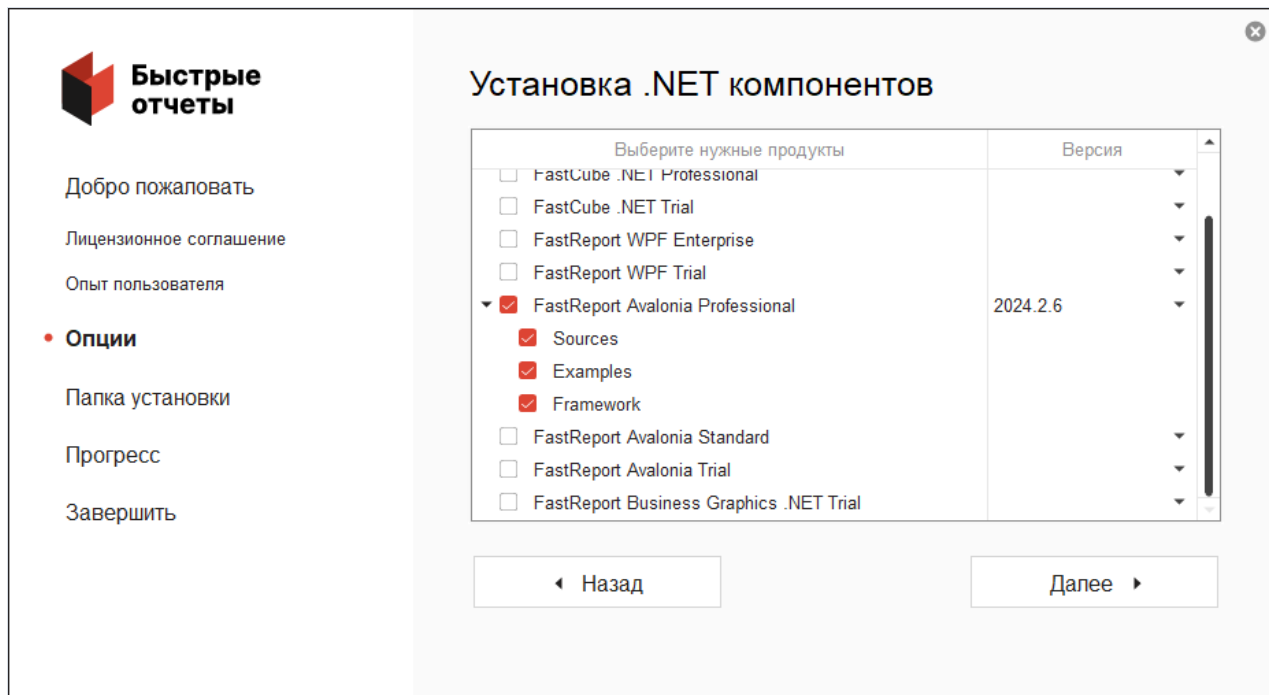 Быстрые
отчеты
Добро пожаловать
Лицензионное соглашение
Опыт пользователя
Опции
Папка установки
Прогресс
Завершить
Установка .NET компонентов
Выберите нужные продукты Версия
FastCube .NET Professional
FastCube .NET Trial
FastReport WPF Enterprise
FastReport WPF Trial
FastReport Avalonia Professional 2024.2.6
Sources
Examples
Framework
FastReport Avalonia Standard
FastReport Avalonia Trial
FastReport Business Graphics .NET Trial
Назад Далее